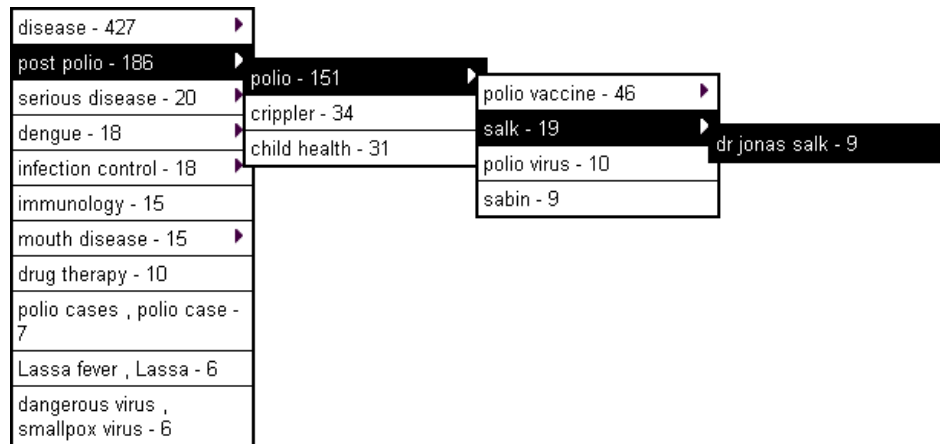 disease - 427
post polio - 186
serious disease - 20
dengue - 18
infection control - 18
immunology - 15
mouth disease - 15
drug therapy - 10
polio cases , polio case -
7
Lassa fever , Lassa - 6
dangerous virus ,
smallpox virus - 6
polio - 151
crippler - 34
child health - 31
polio vaccine - 46
salk - 19
polio virus - 10
sabin - 9
dr jonas salk - 9